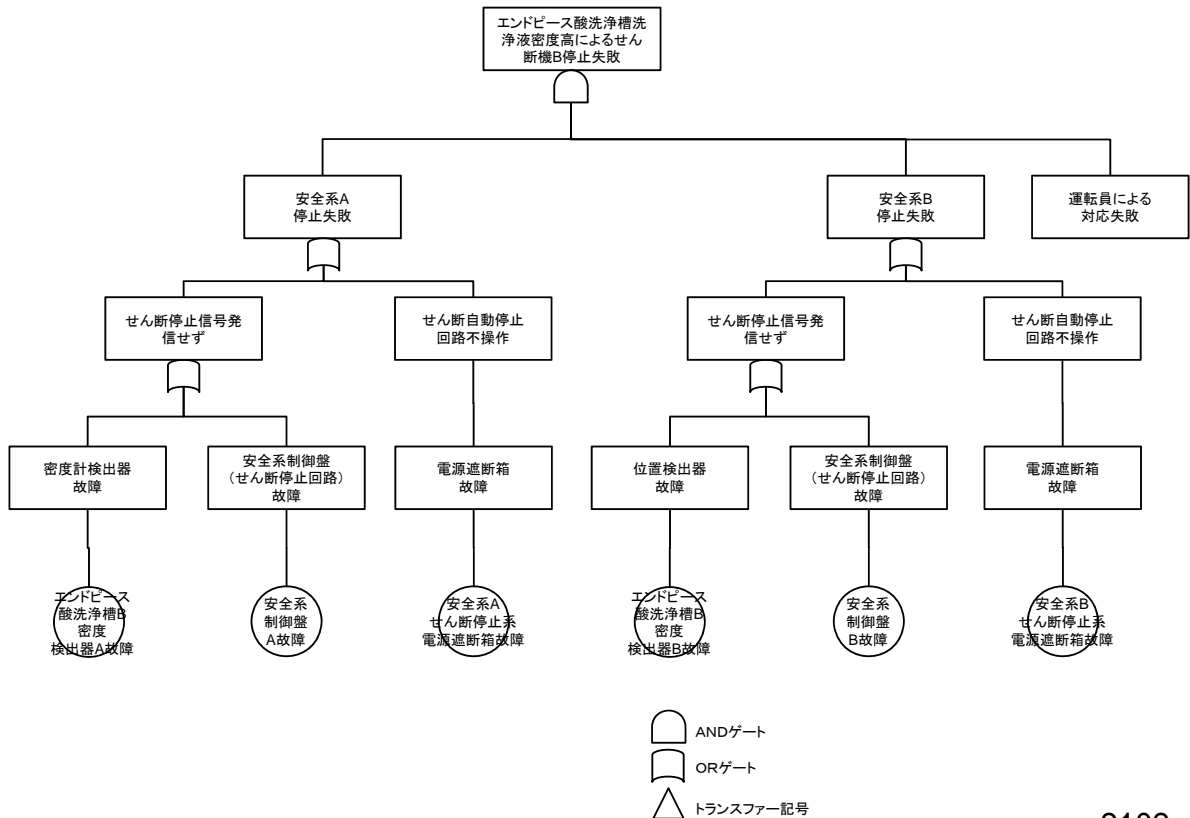 エンドピース酸洗浄槽洗
浄液密度高によるせん
断機B停止失敗
安全系A
停止失敗
安全系B
停止失敗
運転員による
対応失敗
せん断停止信号発
信せず
せん断自動停止
回路不操作
せん断停止信号発
信せず
せん断自動停止
回路不操作
密度計検出器
故障
安全系制御盤
（せん断停止回路）
故障
電源遮断箱
故障
位置検出器
故障
安全系制御盤
（せん断停止回路）
故障
電源遮断箱
故障
エンドピース
酸洗浄槽B
密度
検出器A故障
安全系
制御盤
A故障
安全系A
せん断停止系
電源遮断箱故障
エンドピース
酸洗浄槽B
密度
検出器B故障
安全系
制御盤
B故障
安全系B
せん断停止系
電源遮断箱故障
ANDゲート
ORゲート
トランスファー記号